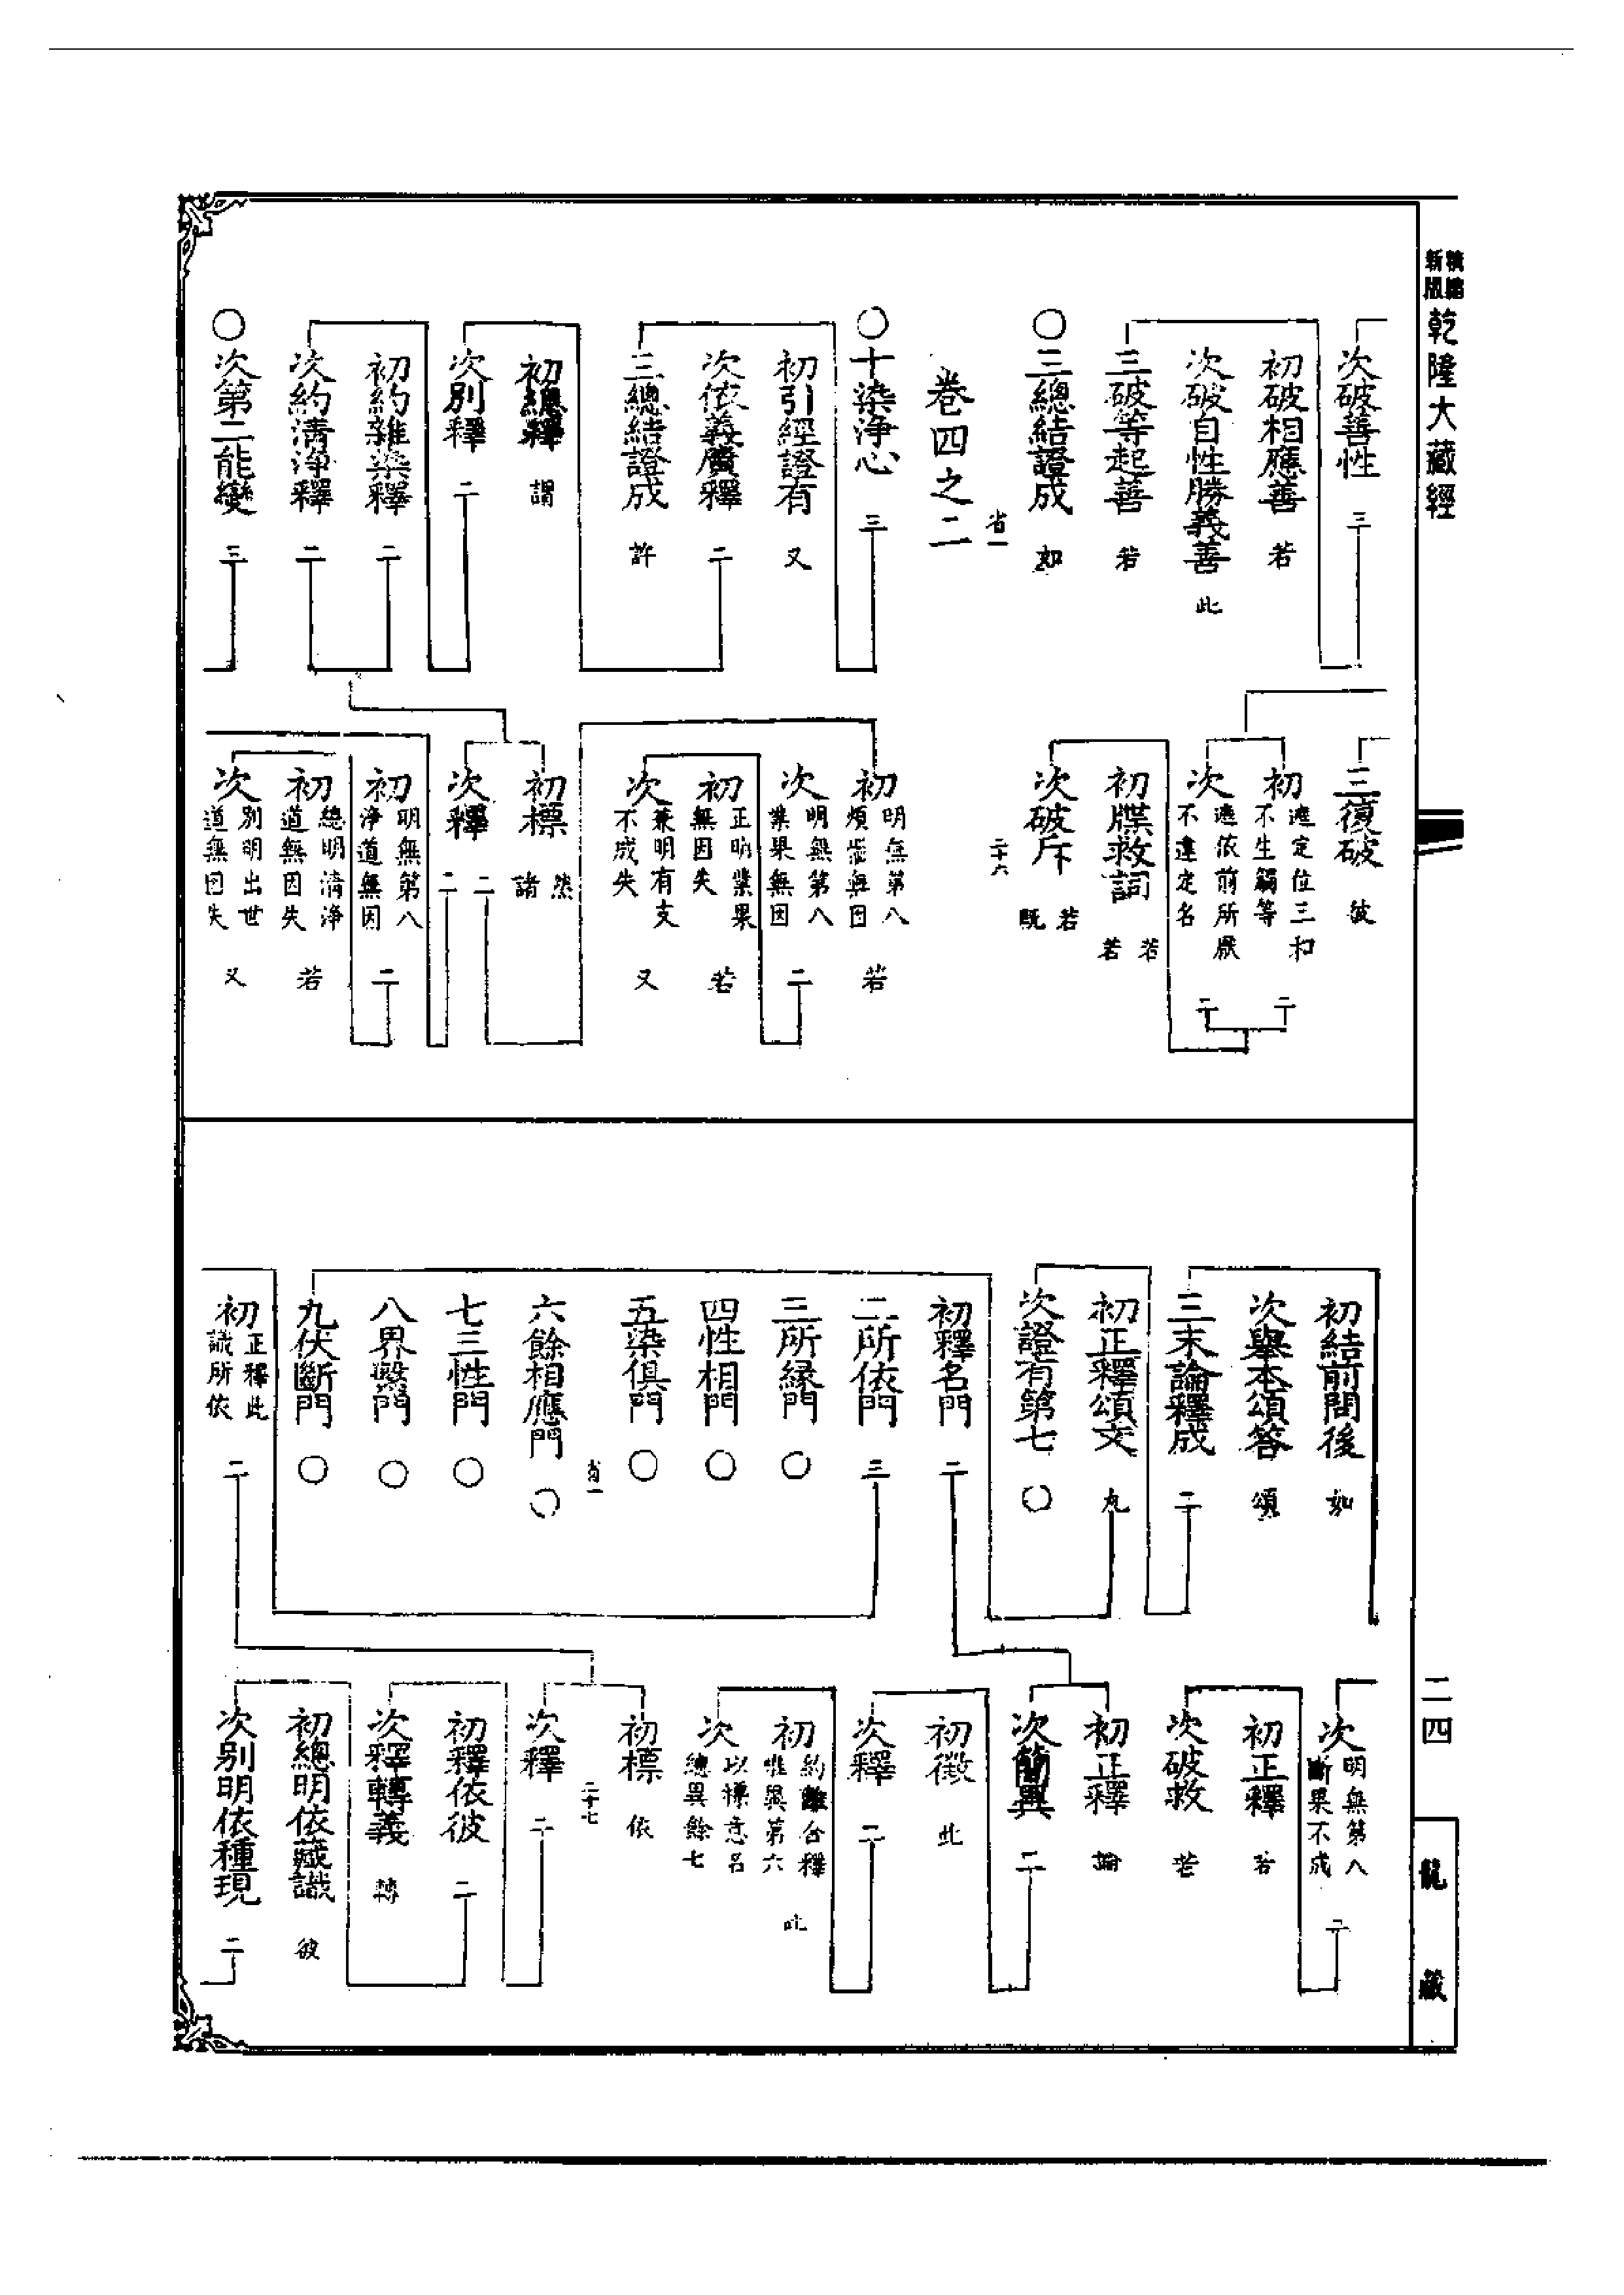 新版 精縮
乾隆大藏經
次破善性 三
初破相應善 若
次破自性勝義善 此
三破等起善 若
○三總結證成 如
省一
卷四之二
○十染淨心 三
初引經證有 又
次依義廣釋 二
三總結證成 許
初總釋 謂
次別釋 二
初約雜染釋 二
次約清淨釋 二
○次第二能變 三
三復破 彼
初遮定位三和不生觸等 二
次遮依前所厭不違定名 二
初牒救詞 若 若
次破斥 若 既
二十六
初明無第八煩惱無因 若
次明無第八業果無因 二
初正明業果無因失 若
次兼明有支不成失 又
初標 然 諸
次釋 二 二
初明無第八淨道無因 二
初總明清淨道無因失 若
次別明出世道無因失 又
初結前問後 如
次舉本頌答 頌
三末論釋成 二
初正釋頌文 九
次證有第七 ○
初釋名門 二
二所依門 三
三所緣門 ○
四性相門 ○
五染俱門 ○
省一
六餘相應門 ○
七三性門 ○
八界繫門 ○
九伏斷門 ○
初正釋此識所依 二
次明無第八斷果不成 二
初正釋 若
次破救 若
初正釋 論
次簡異 二
初徵 此
次釋 二
初約離合釋唯與第六 此
次以標意名總異餘七
初標 依
二十七
次釋 二
初釋依彼 二
次釋轉義 轉
初總明依藏識 彼
次別明依種現 二
二四
龍藏